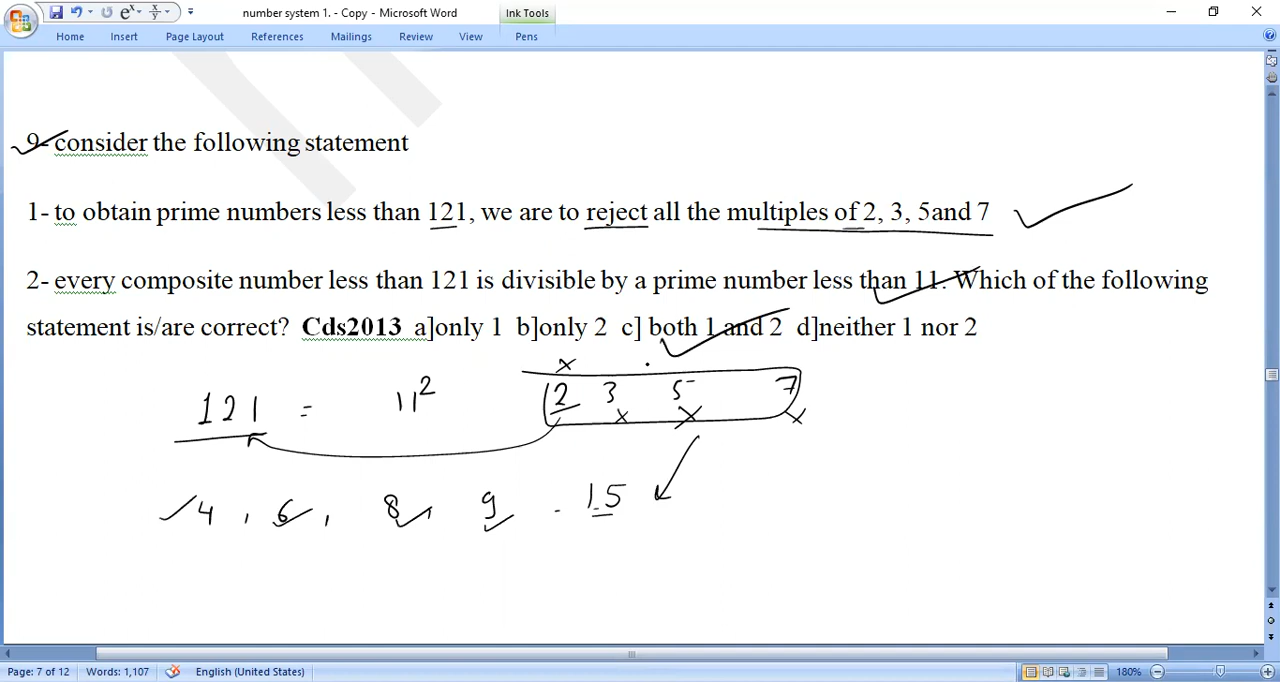 number system 1. - Copy - Microsoft Word
Ink Tools
Home Insert Page Layout References Mailings Review View Pens
9- consider the following statement
1- to obtain prime numbers less than 121, we are to reject all the multiples of 2, 3, 5and 7
2- every composite number less than 121 is divisible by a prime number less than 11. Which of the following
statement is/are correct? Cds2013 a]only 1 b]only 2 c] both 1 and 2 d]neither 1 nor 2
121 = 11² 2 3 5 7
4, 6, 8, 9 . 15
Page: 7 of 12 Words: 1,107 English (United States) 180%